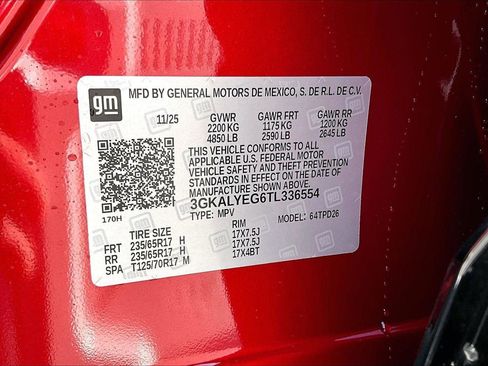 gm
MFD BY GENERAL MOTORS DE MEXICO, S. DE R.L. DE C.V.
11/25 GVWR GAWR FRT GAWR RR
2200 KG 1175 KG 1200 KG
4850 LB 2590 LB 2645 LB
THIS VEHICLE CONFORMS TO ALL
APPLICABLE U.S. FEDERAL MOTOR
VEHICLE SAFETY AND THEFT PREVENTION
STANDARDS IN EFFECT ON THE DATE OF
MANUFACTURE SHOWN ABOVE.
3GKALYEG6TL336554
170H TYPE: MPV MODEL: 64TPD26
TIRE SIZE RIM
FRT 235/65R17 H 17X7.5J
RR 235/65R17 H 17X7.5J
SPA T125/70R17 M 17X4BT